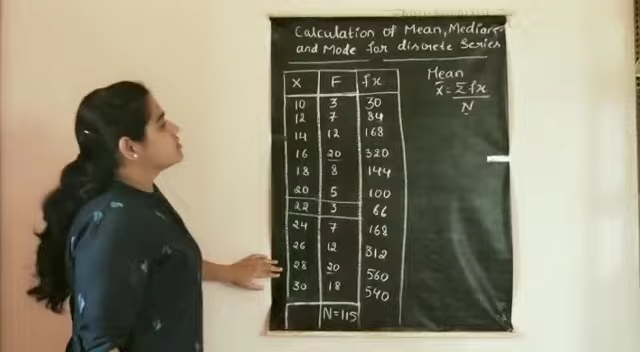 Calculation of Mean, Median
and Mode for discrete Series
X F fx
10 3 30
12 7 84
14 12 168
16 20 320
18 8 144
20 5 100
22 3 66
24 7 168
26 12 312
28 20 560
30 18 540
N=115
Mean
x̄ = Σfx
N